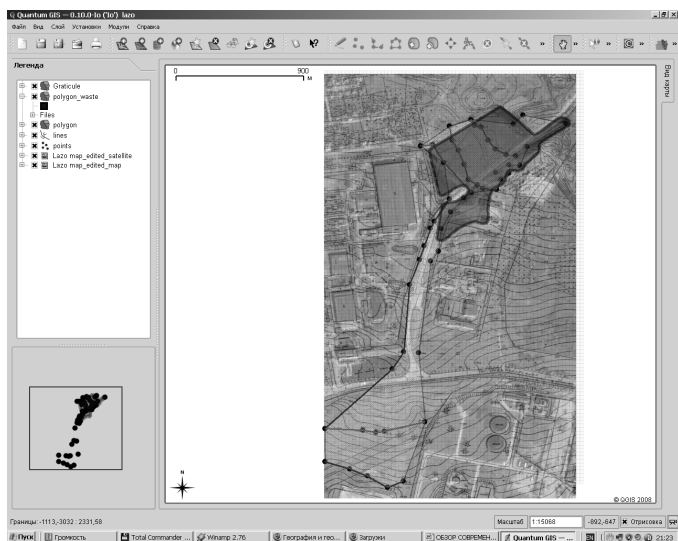 Quantum GIS — 0.10.0-Io ('Io') lazo
Файл Вид Слой Установки Модули Справка
Легенда
Graticule
polygon_waste
Files
polygon
lines
points
Lazo map_edited_satellite
Lazo map_edited_map
0 900
м
Вид карты
N
© QGIS 2008
Границы: -1113,-3032 : 2331,58
Масштаб 1:15068 -892,-647 Отрисовка
Пуск Громкость Total Commander ... Winamp 2.76 География и гео... Загрузки ОБЗОР СОВРЕМЕН... Quantum GIS — ... EN 21:23